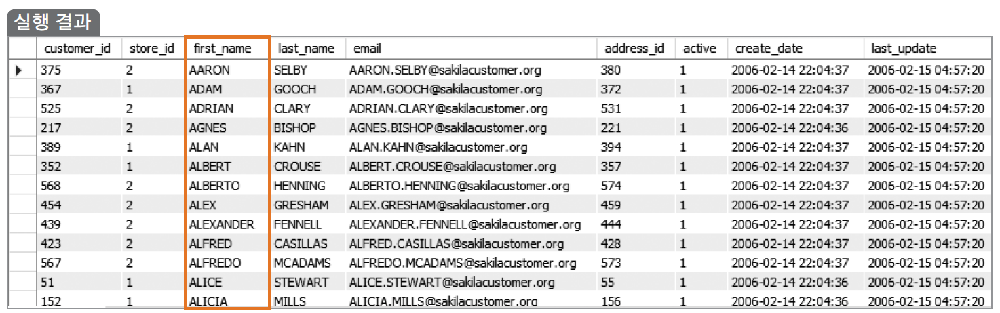 실행 결과
customer_id store_id first_name last_name email address_id active create_date last_update
375 2 AARON SELBY AARON.SELBY@sakilacustomer.org 380 1 2006-02-14 22:04:37 2006-02-15 04:57:20
367 1 ADAM GOOCH ADAM.GOOCH@sakilacustomer.org 372 1 2006-02-14 22:04:37 2006-02-15 04:57:20
525 2 ADRIAN CLARY ADRIAN.CLARY@sakilacustomer.org 531 1 2006-02-14 22:04:37 2006-02-15 04:57:20
217 2 AGNES BISHOP AGNES.BISHOP@sakilacustomer.org 221 1 2006-02-14 22:04:36 2006-02-15 04:57:20
389 1 ALAN KAHN ALAN.KAHN@sakilacustomer.org 394 1 2006-02-14 22:04:37 2006-02-15 04:57:20
352 1 ALBERT CROUSE ALBERT.CROUSE@sakilacustomer.org 357 1 2006-02-14 22:04:37 2006-02-15 04:57:20
568 2 ALBERTO HENNING ALBERTO.HENNING@sakilacustomer.org 574 1 2006-02-14 22:04:37 2006-02-15 04:57:20
454 2 ALEX GRESHAM ALEX.GRESHAM@sakilacustomer.org 459 1 2006-02-14 22:04:37 2006-02-15 04:57:20
439 2 ALEXANDER FENNELL ALEXANDER.FENNELL@sakilacustomer.org 444 1 2006-02-14 22:04:37 2006-02-15 04:57:20
423 2 ALFRED CASILLAS ALFRED.CASILLAS@sakilacustomer.org 428 1 2006-02-14 22:04:37 2006-02-15 04:57:20
567 2 ALFREDO MCADAMS ALFREDO.MCADAMS@sakilacustomer.org 573 1 2006-02-14 22:04:37 2006-02-15 04:57:20
51 1 ALICE STEWART ALICE.STEWART@sakilacustomer.org 55 1 2006-02-14 22:04:36 2006-02-15 04:57:20
152 1 ALICIA MILLS ALICIA.MILLS@sakilacustomer.org 156 1 2006-02-14 22:04:36 2006-02-15 04:57:20